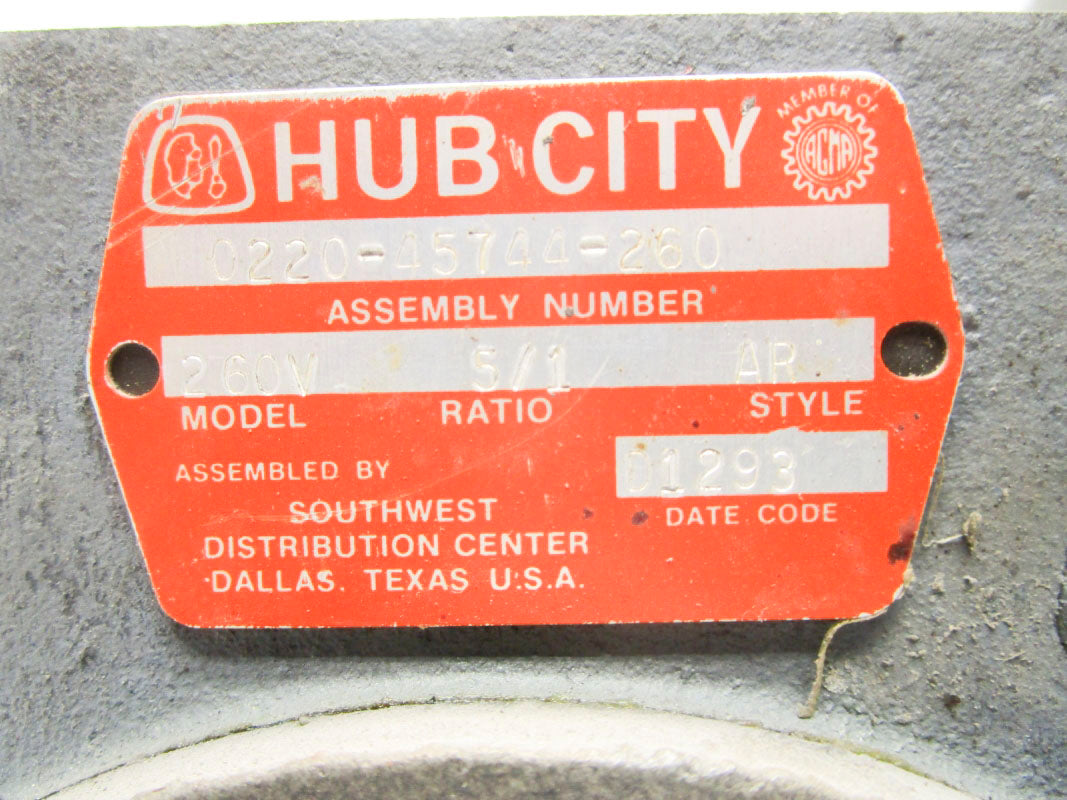 HUB CITY
MEMBER OF
AGMA
0220-45744-260
ASSEMBLY NUMBER
260V 5/1 AR
MODEL RATIO STYLE
ASSEMBLED BY
D1293
SOUTHWEST
DATE CODE
DISTRIBUTION CENTER
DALLAS, TEXAS U.S.A.